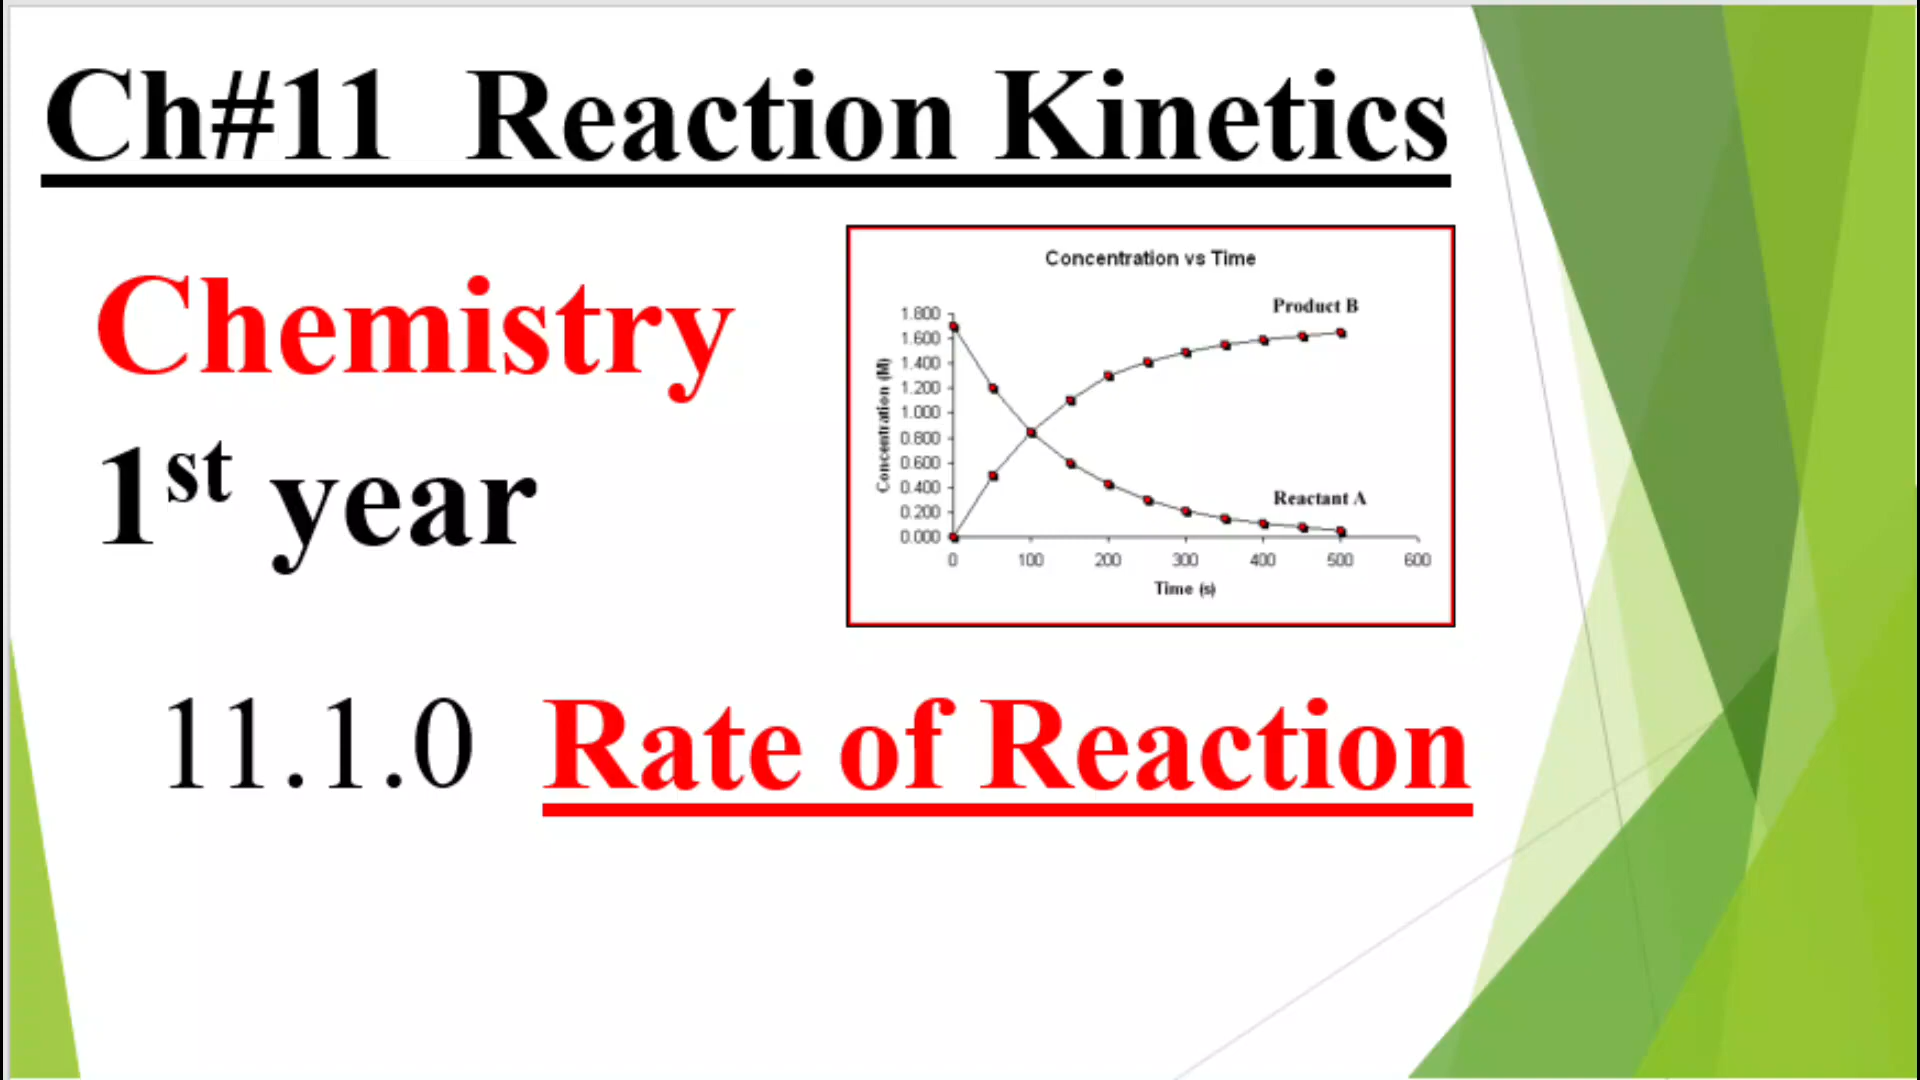 Ch#11 Reaction Kinetics
Chemistry
1st year
Concentration vs Time
Product B
1.800
1.600
1.400
1.200
1.000
0.800
0.600
0.400
0.200
0.000
Concentration (M)
Reactant A
0 100 200 300 400 500 600
Time (s)
11.1.0 Rate of Reaction